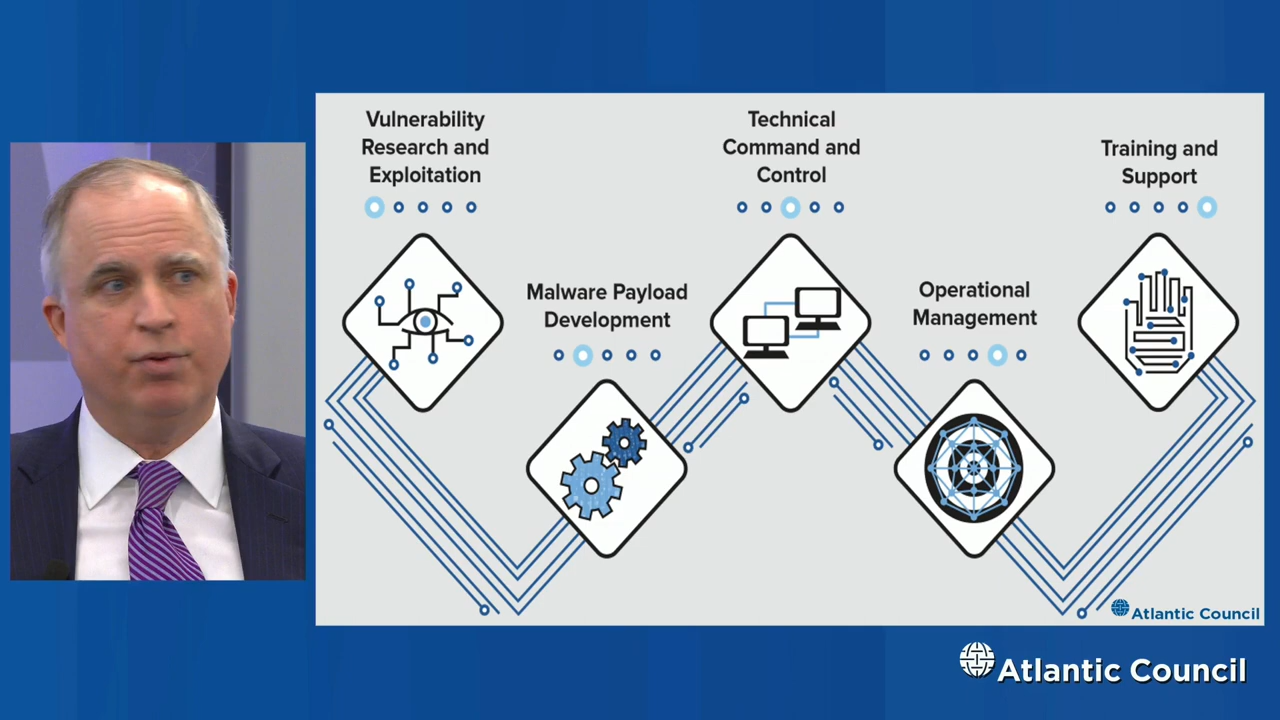 Vulnerability
Research and
Exploitation
Malware Payload
Development
Technical
Command and
Control
Operational
Management
Training and
Support
Atlantic Council
Atlantic Council